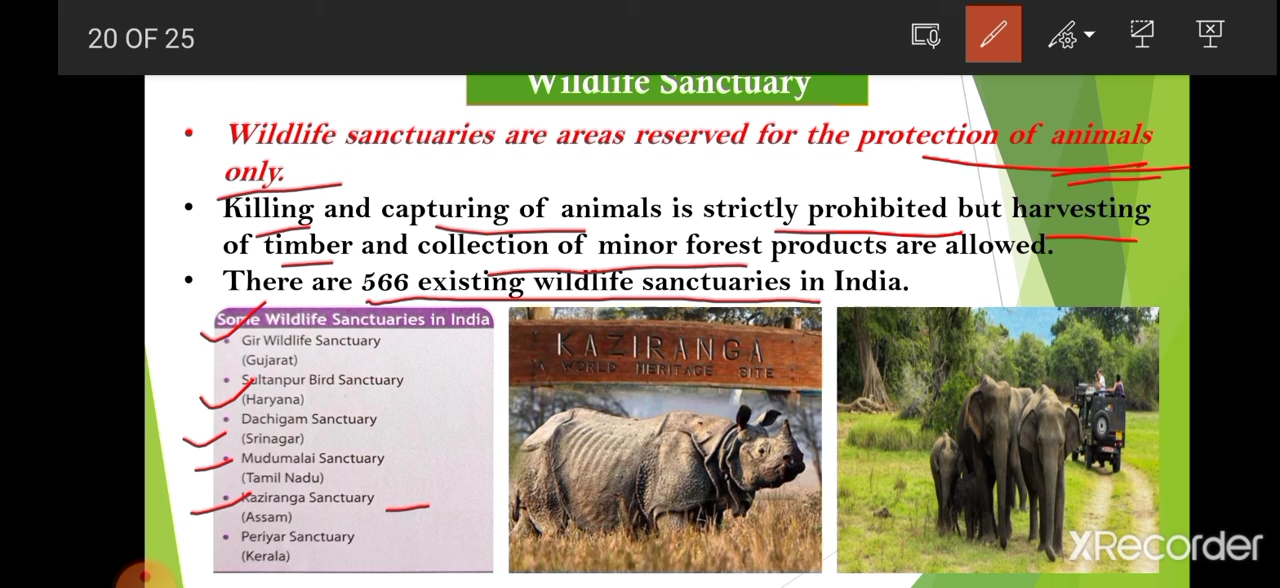 20 OF 25
Wildlife Sanctuary
• Wildlife sanctuaries are areas reserved for the protection of animals
only.
• Killing and capturing of animals is strictly prohibited but harvesting
of timber and collection of minor forest products are allowed.
• There are 566 existing wildlife sanctuaries in India.
Some Wildlife Sanctuaries in India
• Gir Wildlife Sanctuary
(Gujarat)
• Sultanpur Bird Sanctuary
(Haryana)
• Dachigam Sanctuary
(Srinagar)
• Mudumalai Sanctuary
(Tamil Nadu)
• Kaziranga Sanctuary
(Assam)
• Periyar Sanctuary
(Kerala)
KAZIRANGA
A WORLD HERITAGE SITE
XRecorder